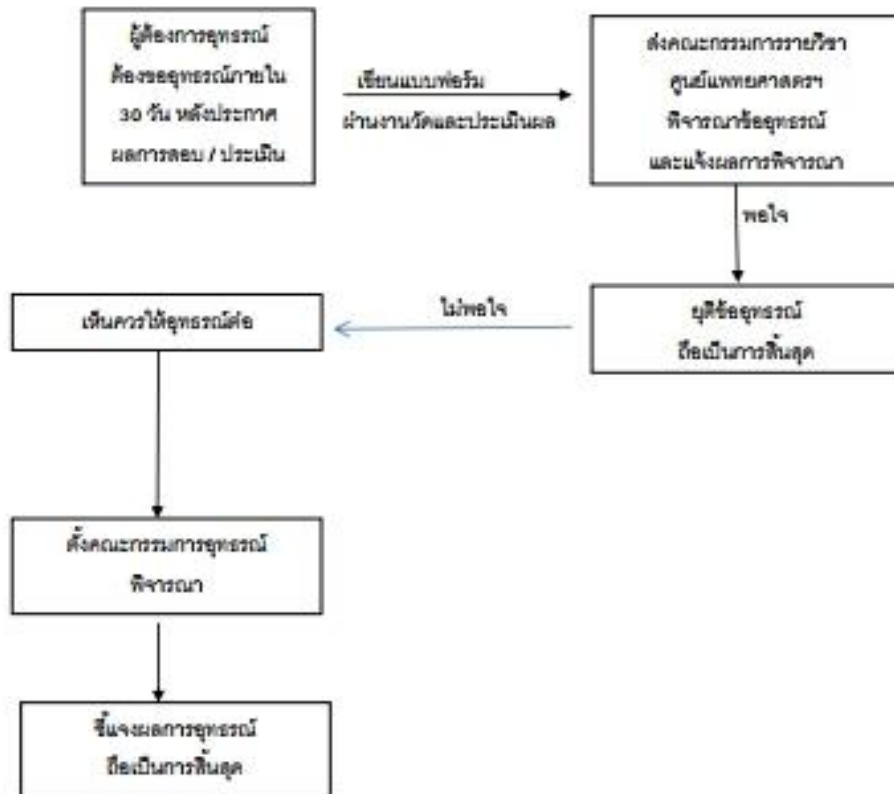 ผู้ต้องการอุทธรณ์
ต้องขออุทธรณ์ภายใน
30 วัน หลังประกาศ
ผลการสอบ / ประเมิน
เขียนแบบฟอร์ม
ผ่านงานวัดและประเมินผล
ส่งคณะกรรมการรายวิชา
ศูนย์แพทยศาสตร์ฯ
พิจารณาข้ออุทธรณ์
และแจ้งผลการพิจารณา
พอใจ
ยุติข้ออุทธรณ์
ถือเป็นการสิ้นสุด
ไม่พอใจ
เห็นควรให้อุทธรณ์ต่อ
ตั้งคณะกรรมการอุทธรณ์
พิจารณา
ชี้แจงผลการอุทธรณ์
ถือเป็นการสิ้นสุด